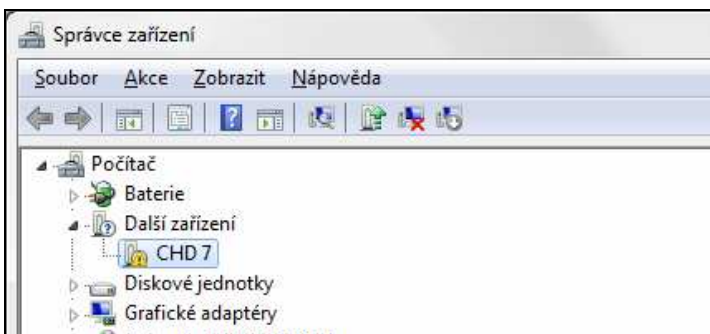 Správce zařízení
Soubor Akce Zobrazit Nápověda
Počítač
Baterie
Další zařízení
CHD 7
Diskové jednotky
Grafické adaptéry